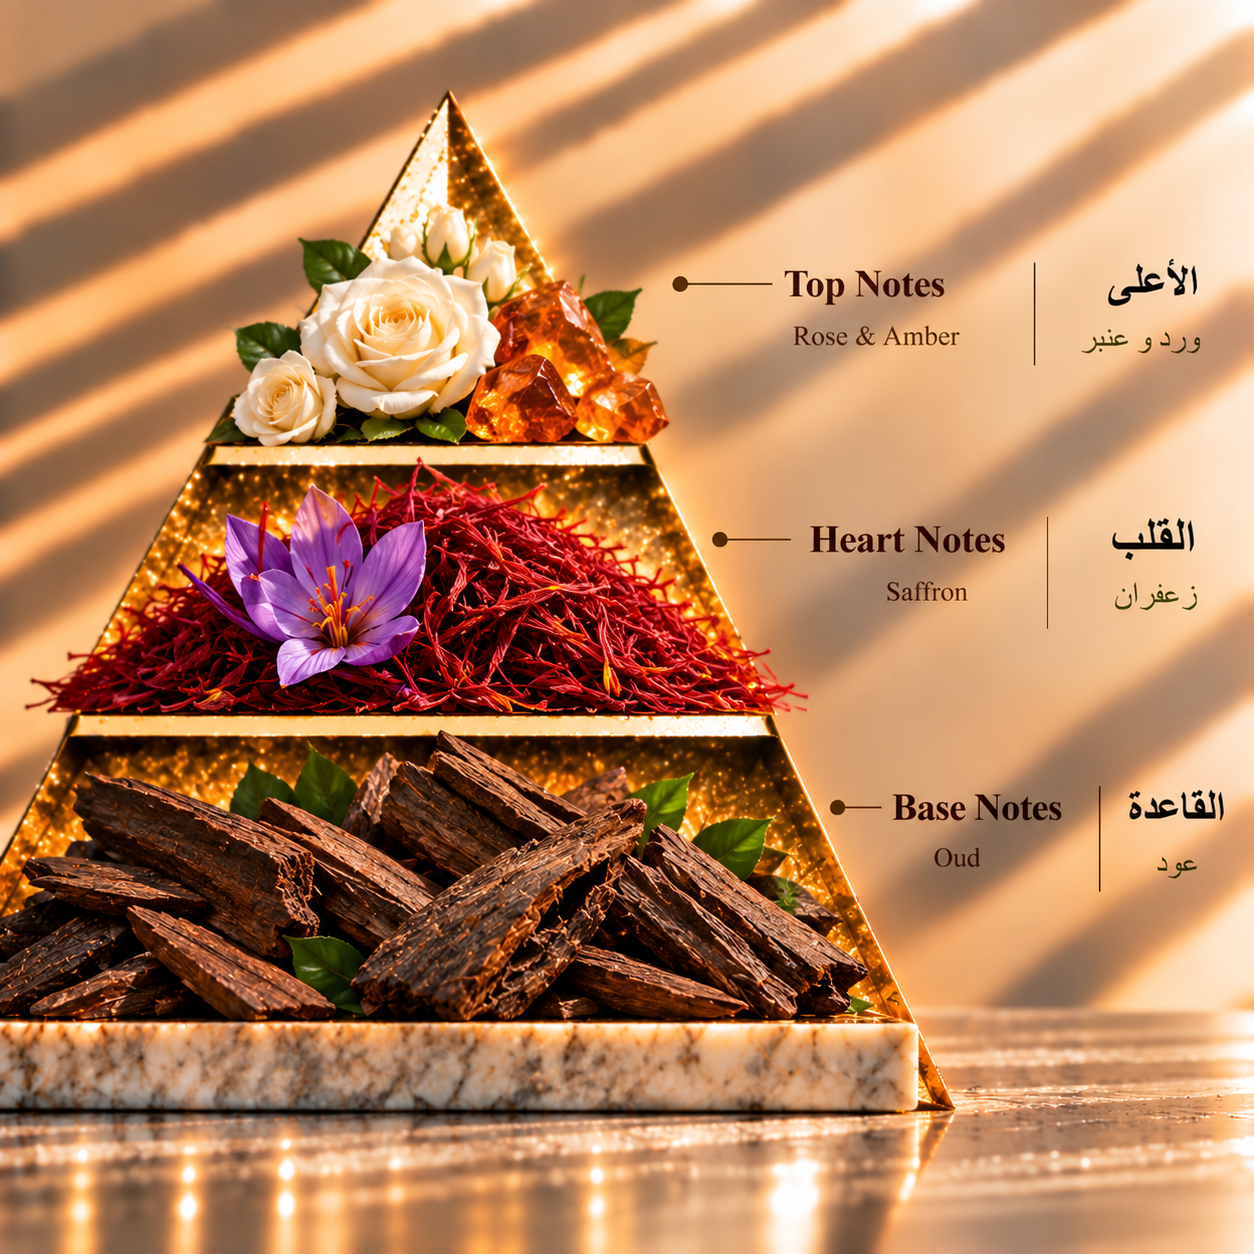 Top Notes
Rose & Amber
الأعلى
ورد و عنبر
Heart Notes
Saffron
القلب
زعفران
Base Notes
Oud
القاعدة
عود